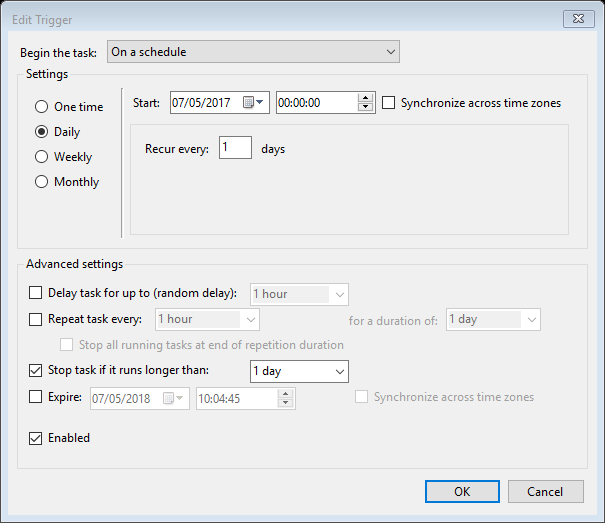 Edit Trigger
Begin the task: On a schedule
Settings
One time
Start: 07/05/2017 00:00:00 Synchronize across time zones
Daily
Recur every: 1 days
Weekly
Monthly
Advanced settings
Delay task for up to (random delay): 1 hour
Repeat task every: 1 hour for a duration of: 1 day
Stop all running tasks at end of repetition duration
Stop task if it runs longer than: 1 day
Expire: 07/05/2018 10:04:45 Synchronize across time zones
Enabled
OK Cancel